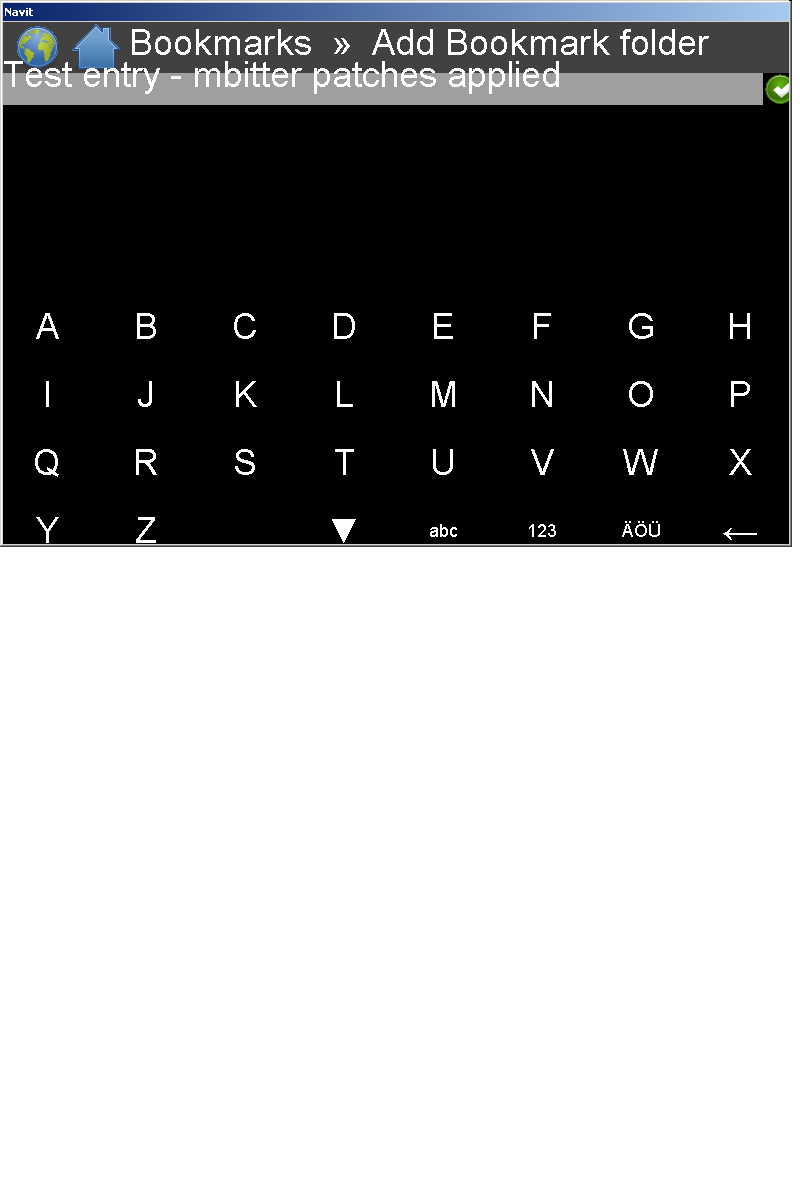 Navit
Bookmarks » Add Bookmark folder
Test entry - mbitter patches applied
A B C D E F G H
I J K L M N O P
Q R S T U V W X
Y Z ▼ abc 123 ÄÖÜ ←